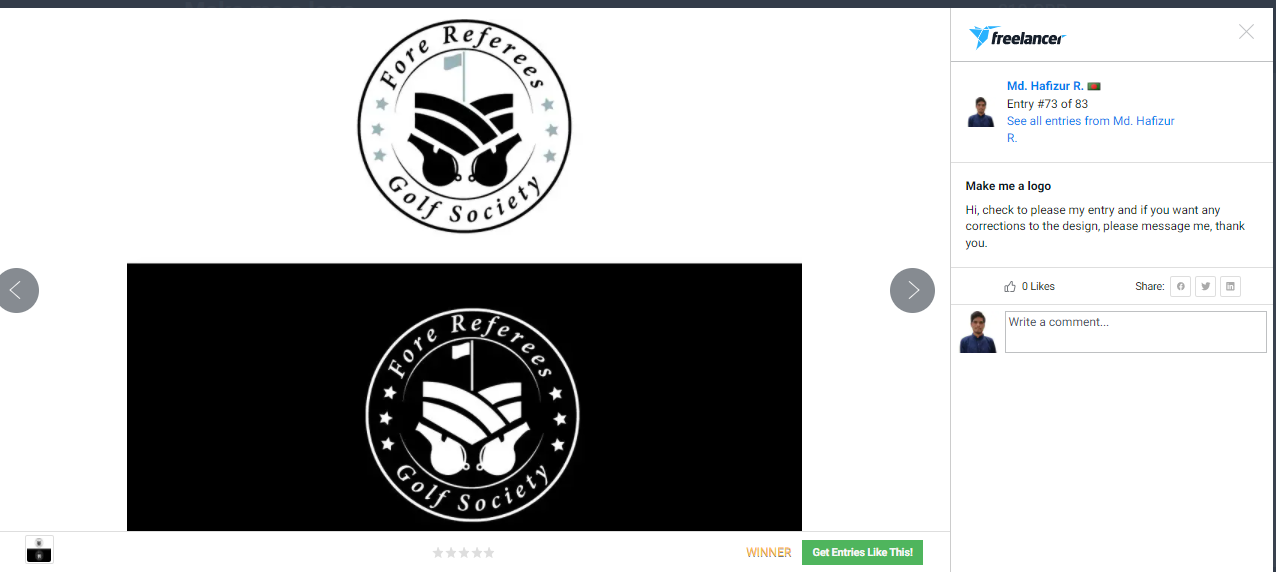 Fore Referees
Golf Society
Fore Referees
Golf Society
WINNER
Get Entries Like This!
freelancer
Md. Hafizur R.
Entry #73 of 83
See all entries from Md. Hafizur
R.
Make me a logo
Hi, check to please my entry and if you want any
corrections to the design, please message me, thank
you.
0 Likes
Share:
Write a comment...